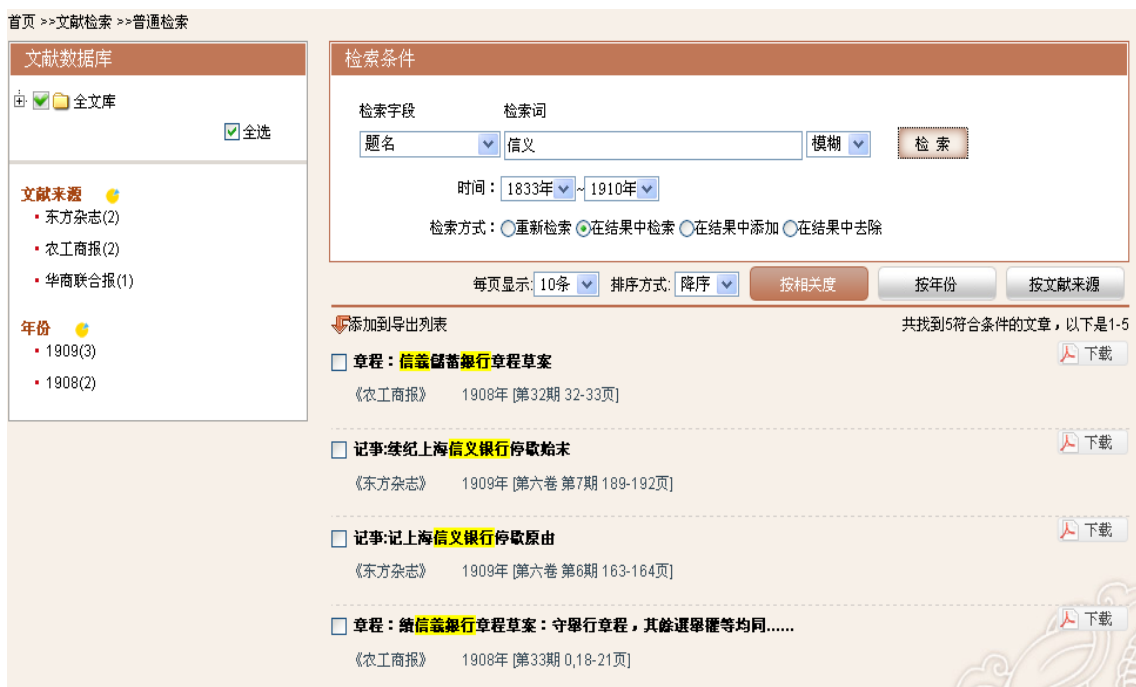 首页 >>文献检索 >>普通检索
文献数据库
全文库
全选
文献来源
东方杂志(2)
农工商报(2)
华商联合报(1)
年份
1909(3)
1908(2)
检索条件
检索字段 检索词
题名 信义 模糊 检 索
时间： 1833年 ~ 1910年
检索方式： 重新检索 在结果中检索 在结果中添加 在结果中去除
每页显示: 10条 排序方式: 降序 按相关度 按年份 按文献来源
添加到导出列表 共找到5符合条件的文章，以下是1-5
章程：信義儲蓄銀行章程草案 下载
《农工商报》 1908年 [第32期 32-33页]
记事:续纪上海信义银行停歇始末 下载
《东方杂志》 1909年 [第六卷 第7期 189-192页]
记事:记上海信义银行停歇原由 下载
《东方杂志》 1909年 [第六卷 第6期 163-164页]
章程：續信義銀行章程草案：守舉行章程，其餘選舉權等均同...... 下载
《农工商报》 1908年 [第33期 0,18-21页]